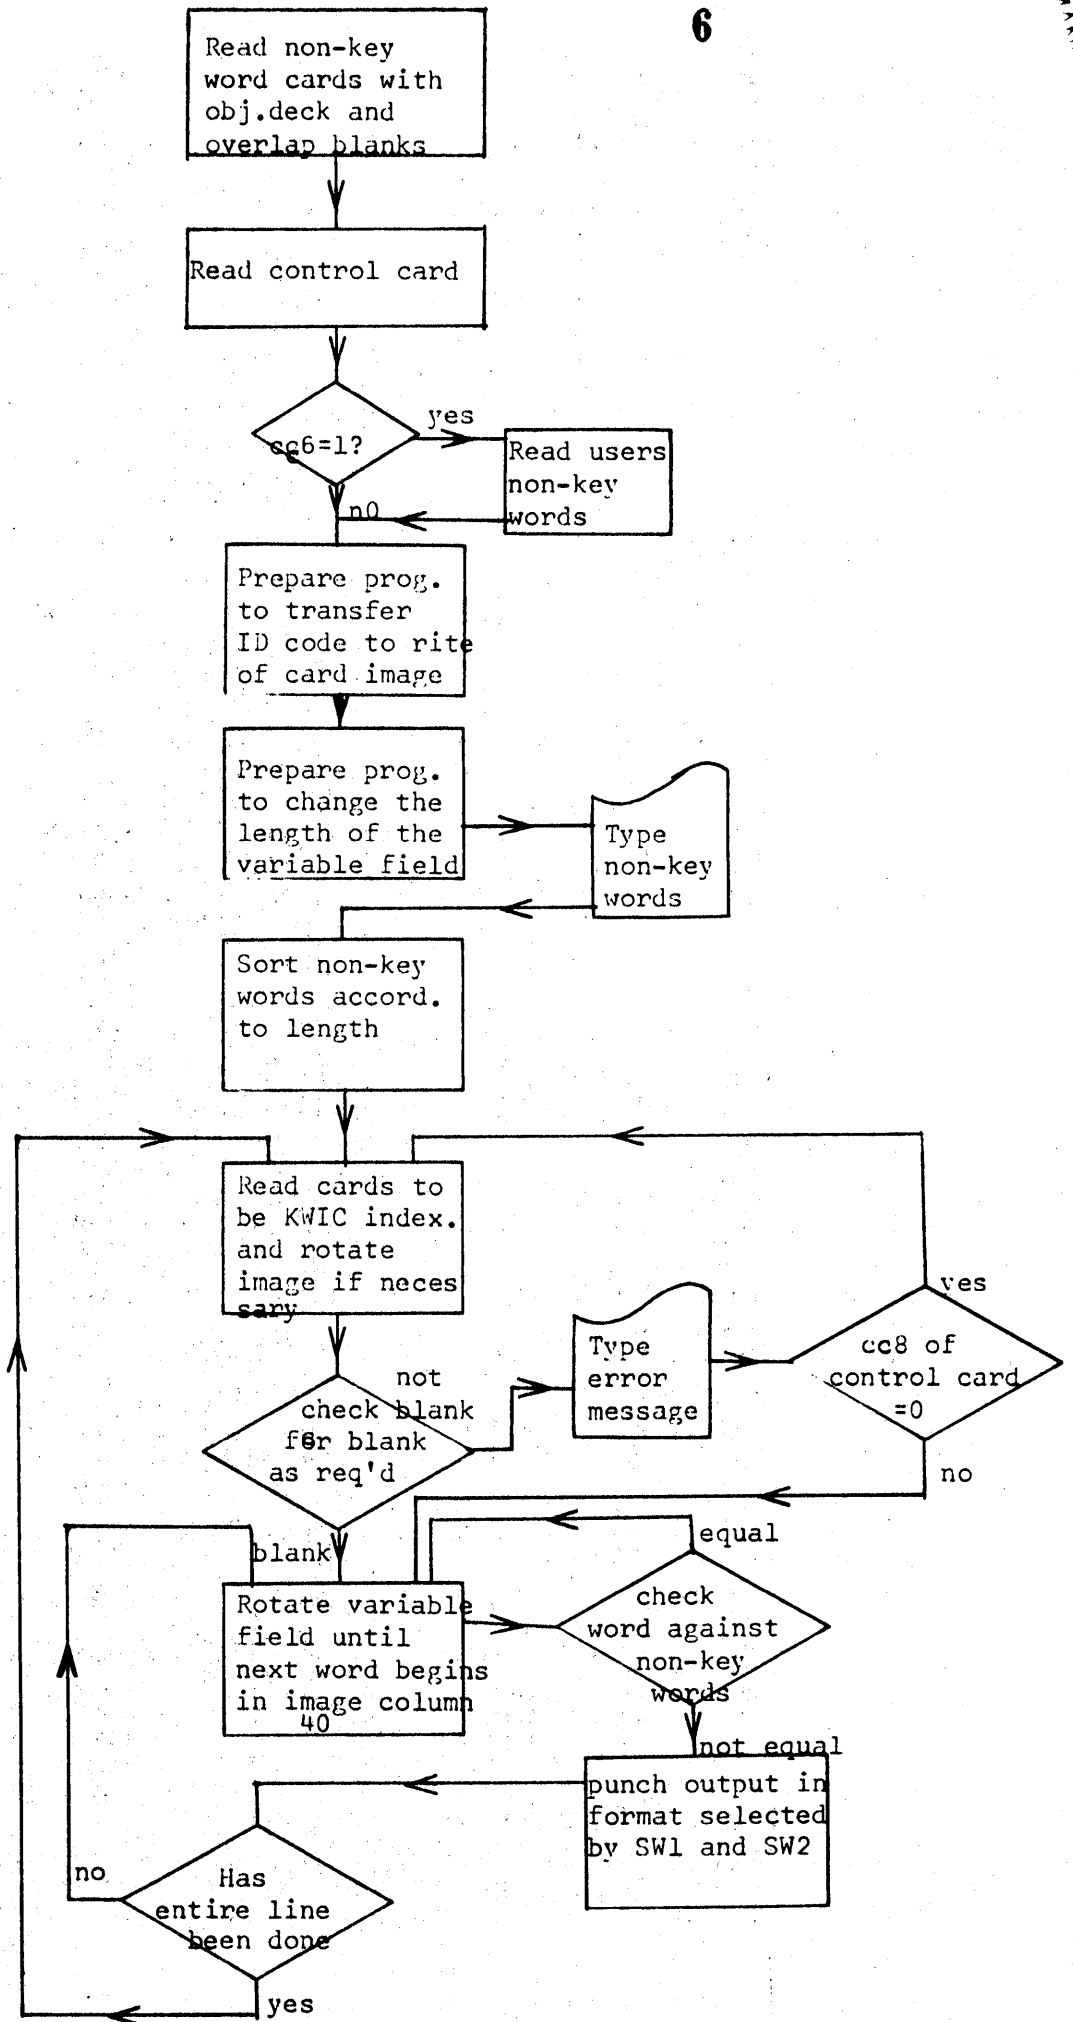 6
Read non-key
word cards with
obj.deck and
overlap blanks
Read control card
cc6=1?
yes
Read users
non-key
words
n0
Prepare prog.
to transfer
ID code to rite
of card image
Prepare prog.
to change the
length of the
variable field
Type
non-key
words
Sort non-key
words accord.
to length
Read cards to
be KWIC index.
and rotate
image if neces
sary
yes
cc8 of
control card
=0
no
Type
error
message
not
blank
check
for blank
as req'd
blank
Rotate variable
field until
next word begins
in image column
40
equal
check
word against
non-key
words
not equal
punch output in
format selected
by SW1 and SW2
no
Has
entire line
been done
yes